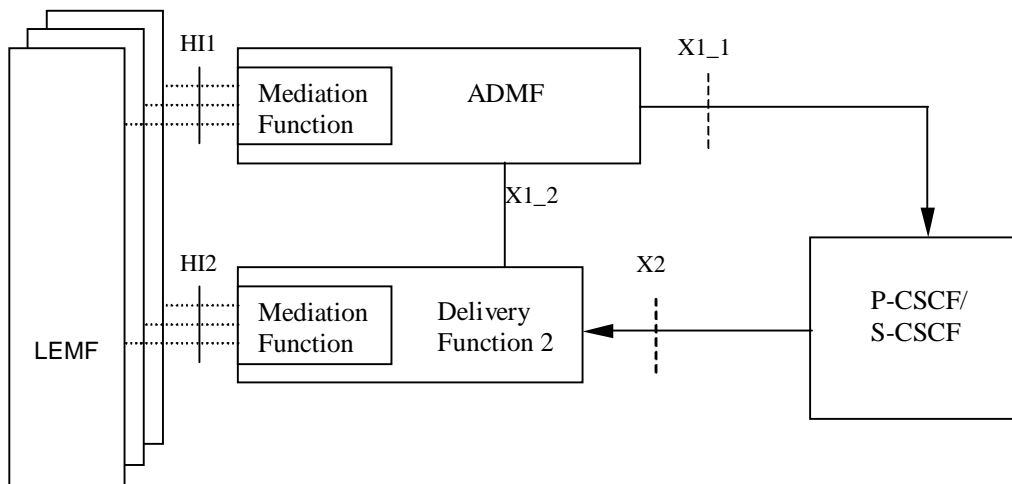 HI1
X1_1
Mediation
Function
ADMF
X1_2
HI2
X2
Mediation
Function
Delivery
Function 2
P-CSCF/
S-CSCF
LEMF